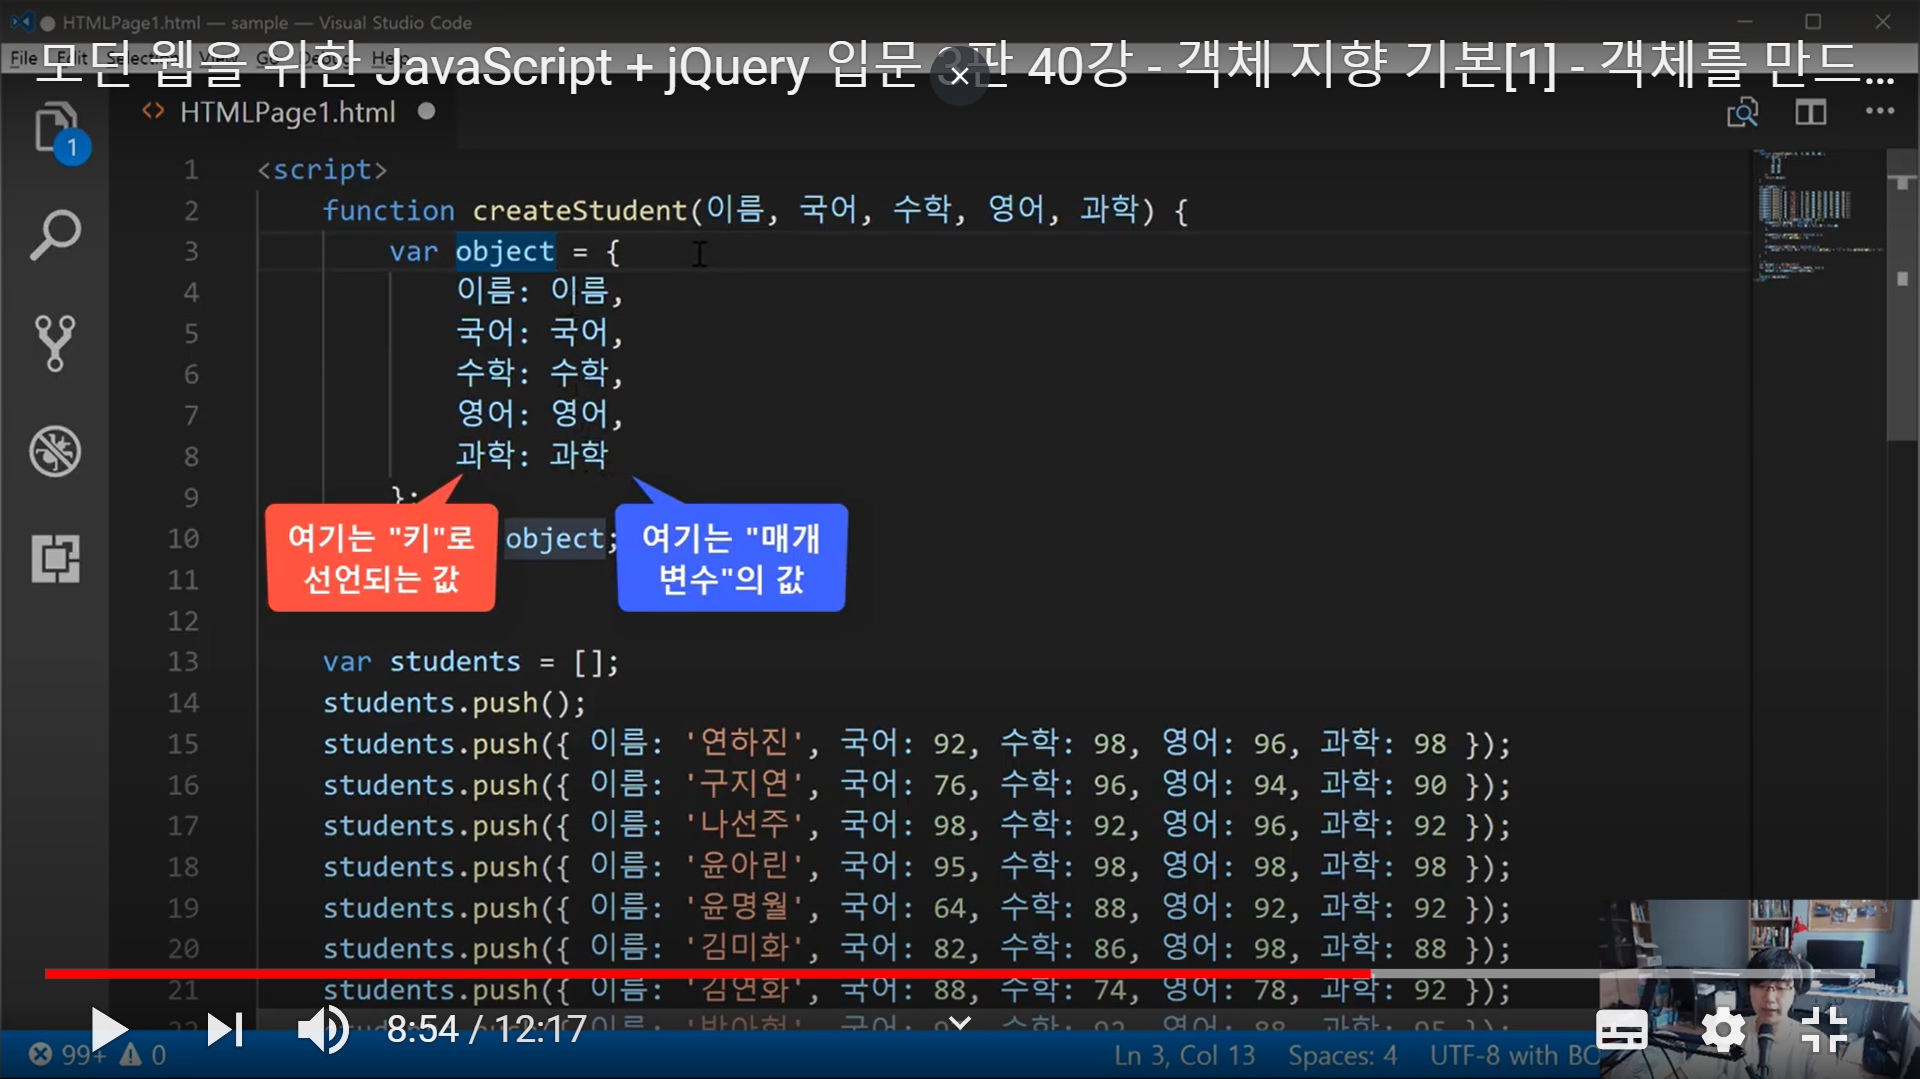 HTMLPage1.html — sample — Visual Studio Code
File Edit Selection View Go Debug Help
모던 웹을 위한 JavaScript + jQuery 입문 3판 40강 - 객체 지향 기본[1] - 객체를 만드...
<> HTMLPage1.html
1
1 <script>
2 function createStudent(이름, 국어, 수학, 영어, 과학) {
3 var object = {
4 이름: 이름,
5 국어: 국어,
6 수학: 수학,
7 영어: 영어,
8 과학: 과학
9 };
10 object;
여기는 "키"로
선언되는 값
여기는 "매개
변수"의 값
11
12
13 var students = [];
14 students.push();
15 students.push({ 이름: '연하진', 국어: 92, 수학: 98, 영어: 96, 과학: 98 });
16 students.push({ 이름: '구지연', 국어: 76, 수학: 96, 영어: 94, 과학: 90 });
17 students.push({ 이름: '나선주', 국어: 98, 수학: 92, 영어: 96, 과학: 92 });
18 students.push({ 이름: '윤아린', 국어: 95, 수학: 98, 영어: 98, 과학: 98 });
19 students.push({ 이름: '윤명월', 국어: 64, 수학: 88, 영어: 92, 과학: 92 });
20 students.push({ 이름: '김미화', 국어: 82, 수학: 86, 영어: 98, 과학: 88 });
21 students.push({ 이름: '김연화', 국어: 88, 수학: 74, 영어: 78, 과학: 92 });
8:54 / 12:17
99+ 0
Ln 3, Col 13 Spaces: 4 UTF-8 with BO